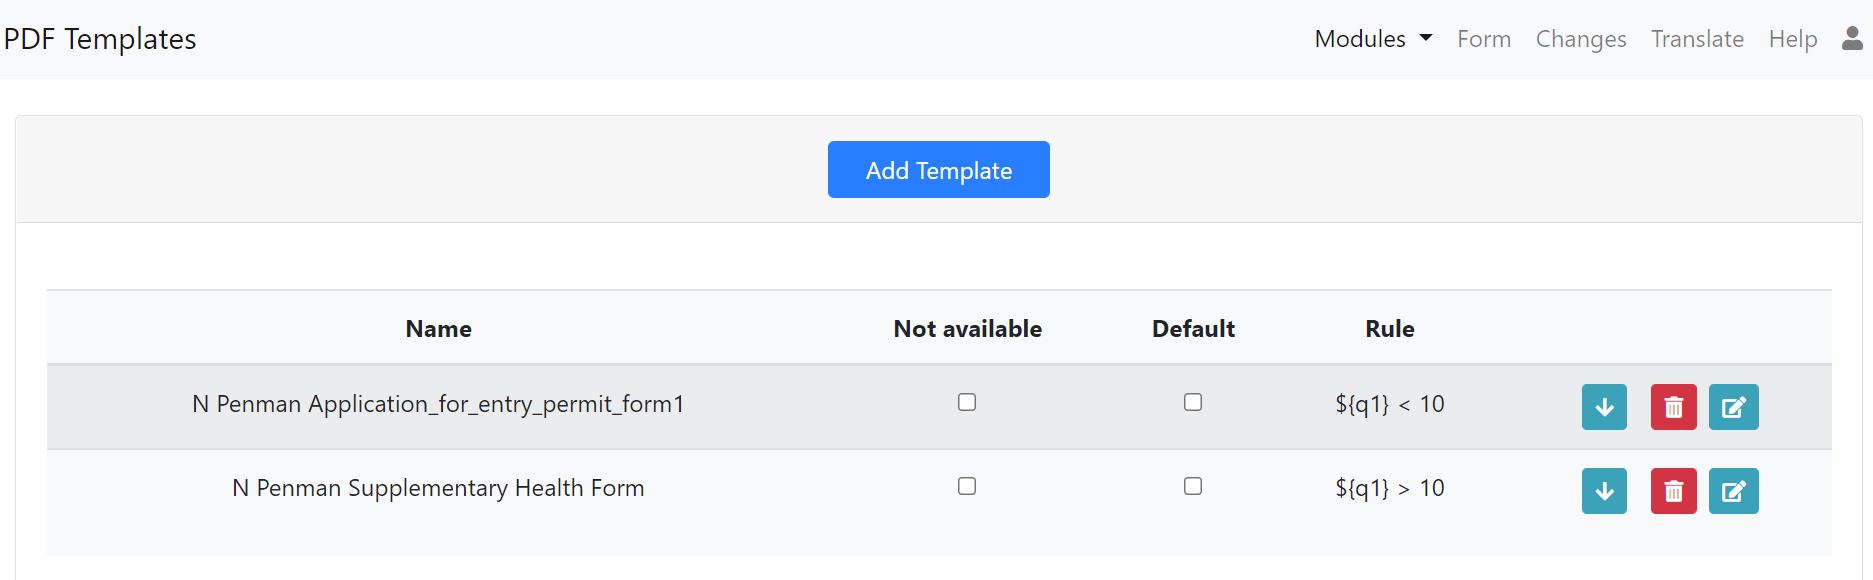 PDF Templates Modules Form Changes Translate Help
Add Template
Name Not available Default Rule
N Penman Application_for_entry_permit_form1 ${q1} < 10
N Penman Supplementary Health Form ${q1} > 10